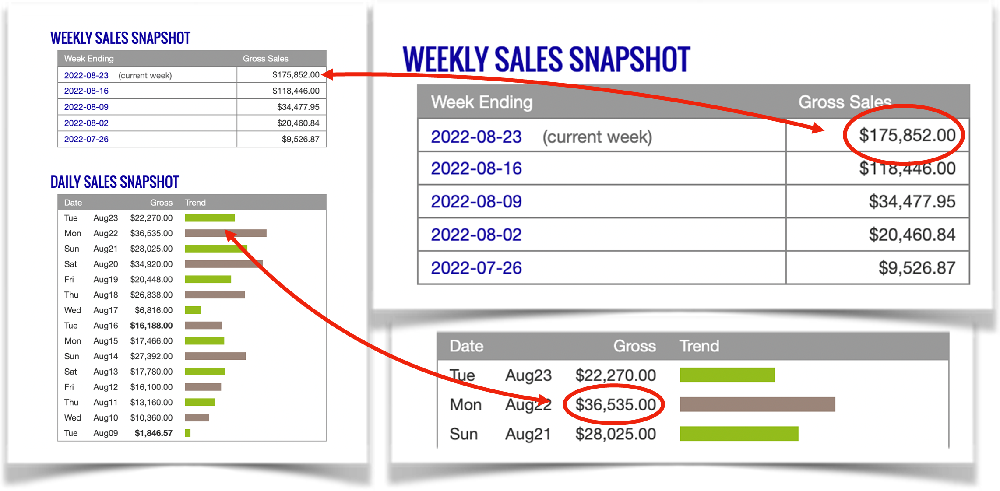 WEEKLY SALES SNAPSHOT
Week Ending Gross Sales
2022-08-23 (current week) $175,852.00
2022-08-16 $118,446.00
2022-08-09 $34,477.95
2022-08-02 $20,460.84
2022-07-26 $9,526.87
DAILY SALES SNAPSHOT
Date Gross Trend
Tue Aug23 $22,270.00
Mon Aug22 $36,535.00
Sun Aug21 $28,025.00
Sat Aug20 $34,920.00
Fri Aug19 $20,448.00
Thu Aug18 $26,838.00
Wed Aug17 $6,816.00
Tue Aug16 $16,188.00
Mon Aug15 $17,466.00
Sun Aug14 $27,392.00
Sat Aug13 $17,780.00
Fri Aug12 $16,100.00
Thu Aug11 $13,160.00
Wed Aug10 $10,360.00
Tue Aug09 $1,846.57
WEEKLY SALES SNAPSHOT
Week Ending Gross Sales
2022-08-23 (current week) $175,852.00
2022-08-16 $118,446.00
2022-08-09 $34,477.95
2022-08-02 $20,460.84
2022-07-26 $9,526.87
Date Gross Trend
Tue Aug23 $22,270.00
Mon Aug22 $36,535.00
Sun Aug21 $28,025.00